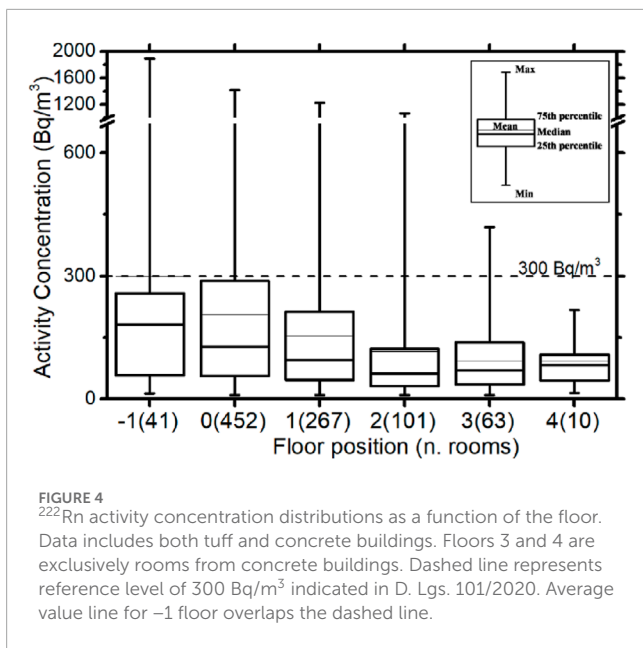 2000
1600
1200
600
300
0
Activity Concentration (Bq/m³)
Max
75th percentile
Mean
Median
25th percentile
Min
300 Bq/m³
-1(41) 0(452) 1(267) 2(101) 3(63) 4(10)
Floor position (n. rooms)
FIGURE 4
²²²Rn activity concentration distributions as a function of the floor.
Data includes both tuff and concrete buildings. Floors 3 and 4 are
exclusively rooms from concrete buildings. Dashed line represents
reference level of 300 Bq/m³ indicated in D. Lgs. 101/2020. Average
value line for −1 floor overlaps the dashed line.